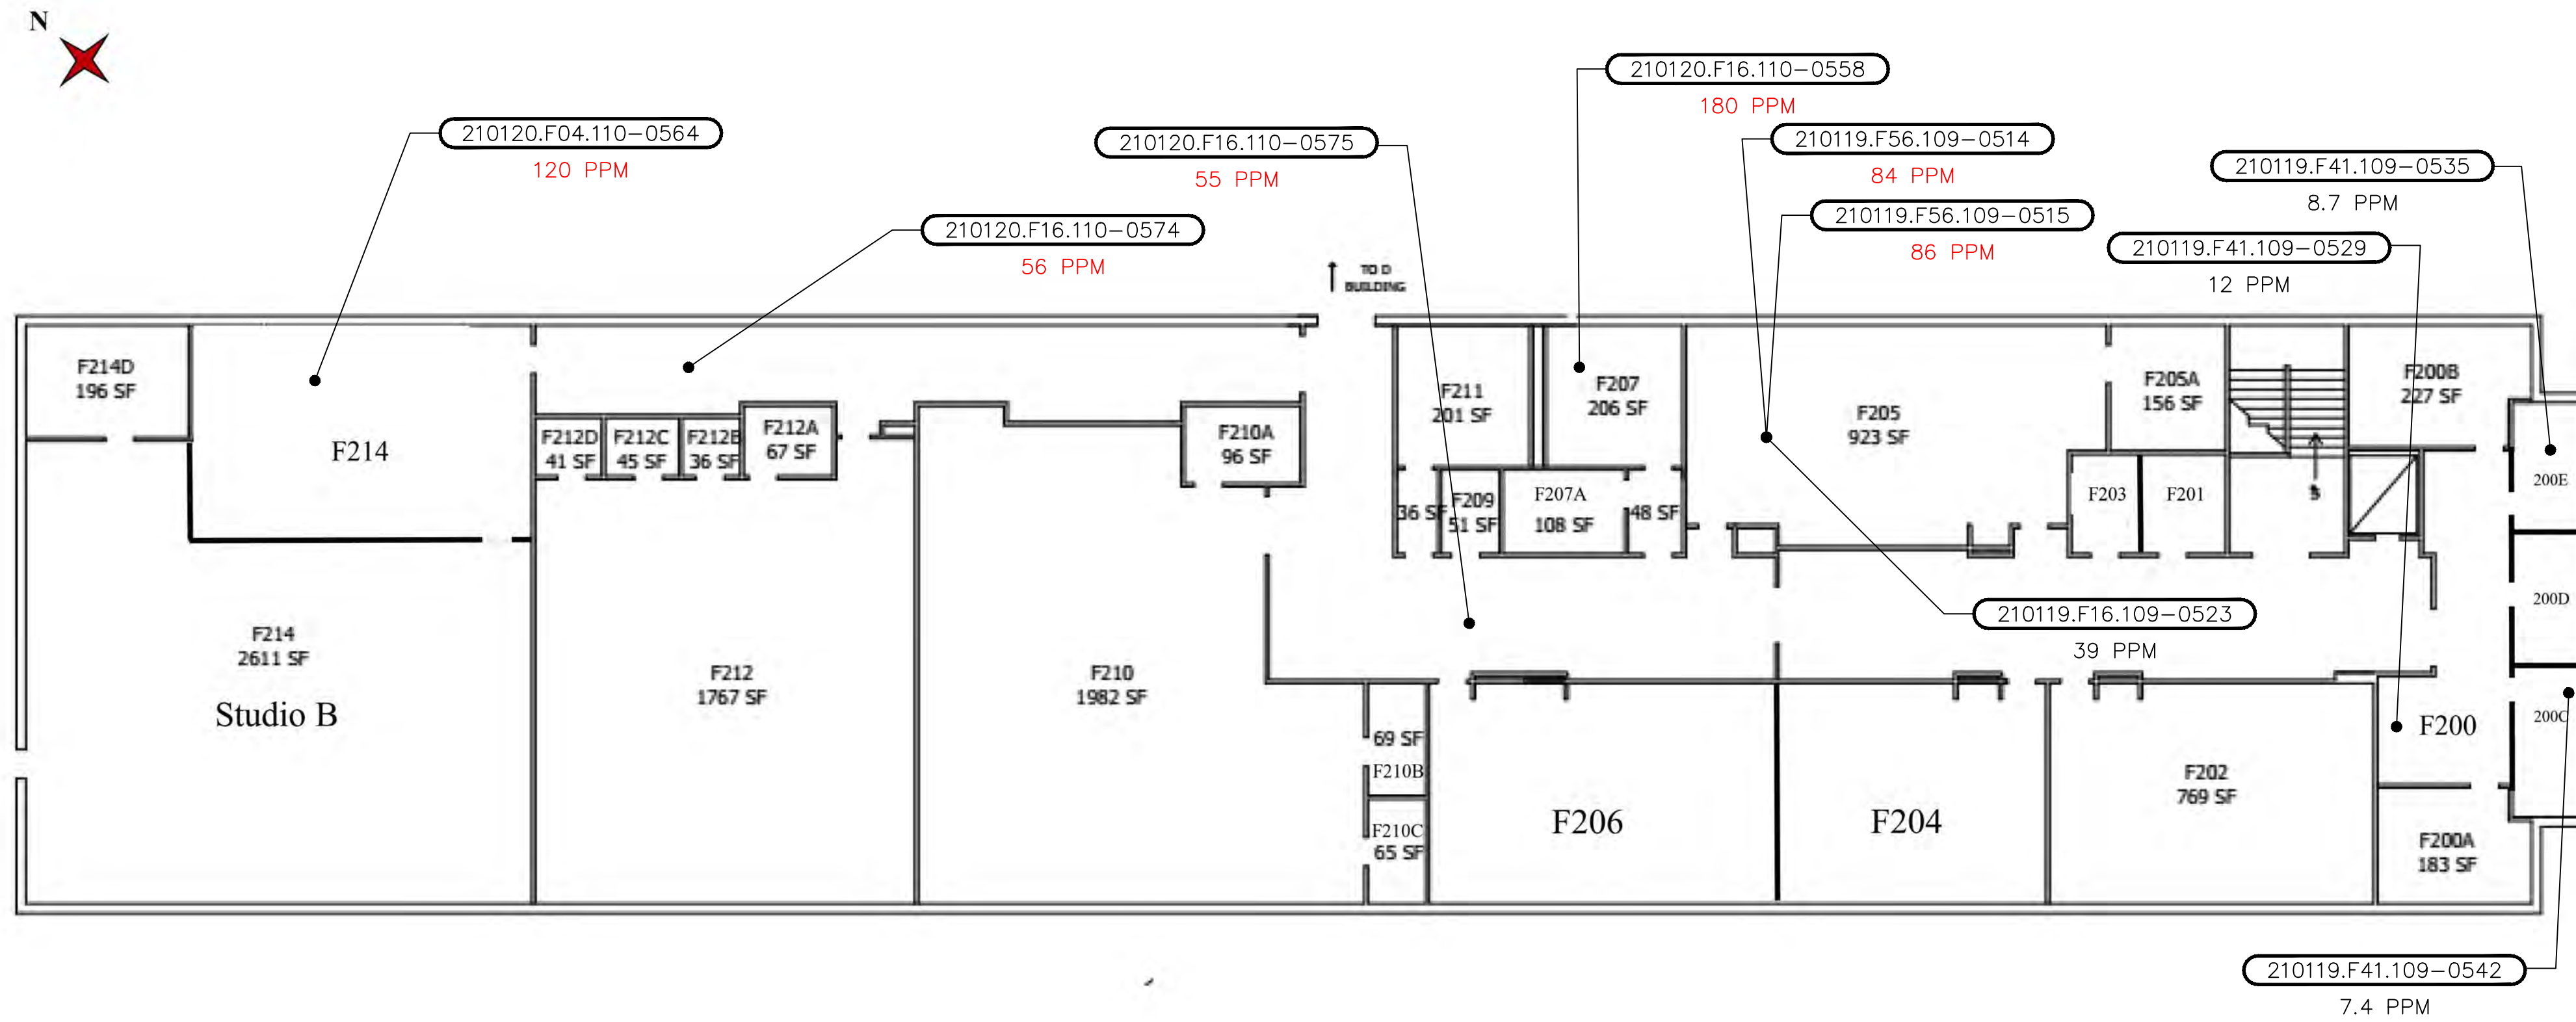 N
210120.F16.110-0558
180 PPM
210120.F04.110-0564
120 PPM
210120.F16.110-0575
55 PPM
210119.F56.109-0514
84 PPM
210119.F41.109-0535
8.7 PPM
210120.F16.110-0574
56 PPM
210119.F56.109-0515
86 PPM
210119.F41.109-0529
12 PPM
TO D
BUILDING
F214D
196 SF
F214
F212D
41 SF
F212C
45 SF
F212B
36 SF
F212A
67 SF
F210A
96 SF
F211
201 SF
F207
206 SF
F205
923 SF
F205A
156 SF
F200B
227 SF
36 SF
F209
51 SF
F207A
108 SF
48 SF
F203
F201
200E
200D
210119.F16.109-0523
39 PPM
F214
2611 SF
Studio B
F212
1767 SF
F210
1982 SF
69 SF
F210B
F210C
65 SF
F206
F204
F202
769 SF
F200
200C
F200A
183 SF
210119.F41.109-0542
7.4 PPM